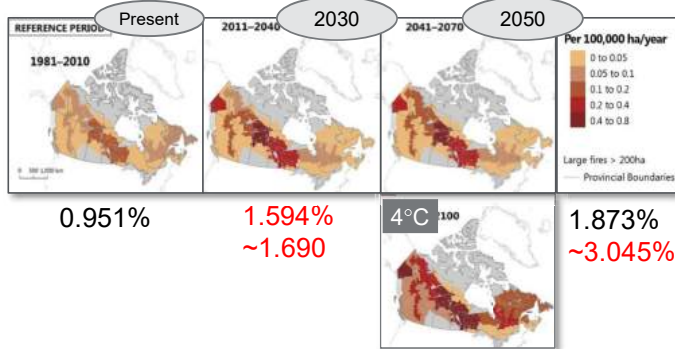 Present
2030
2050
REFERENCE PERIOD
1981–2010
2011–2040
2041–2070
Per 100,000 ha/year
0 to 0.05
0.05 to 0.1
0.1 to 0.2
0.2 to 0.4
0.4 to 0.8
Large fires > 200ha
Provincial Boundaries
0.951%
1.594%
~1.690
4°C
2100
1.873%
~3.045%